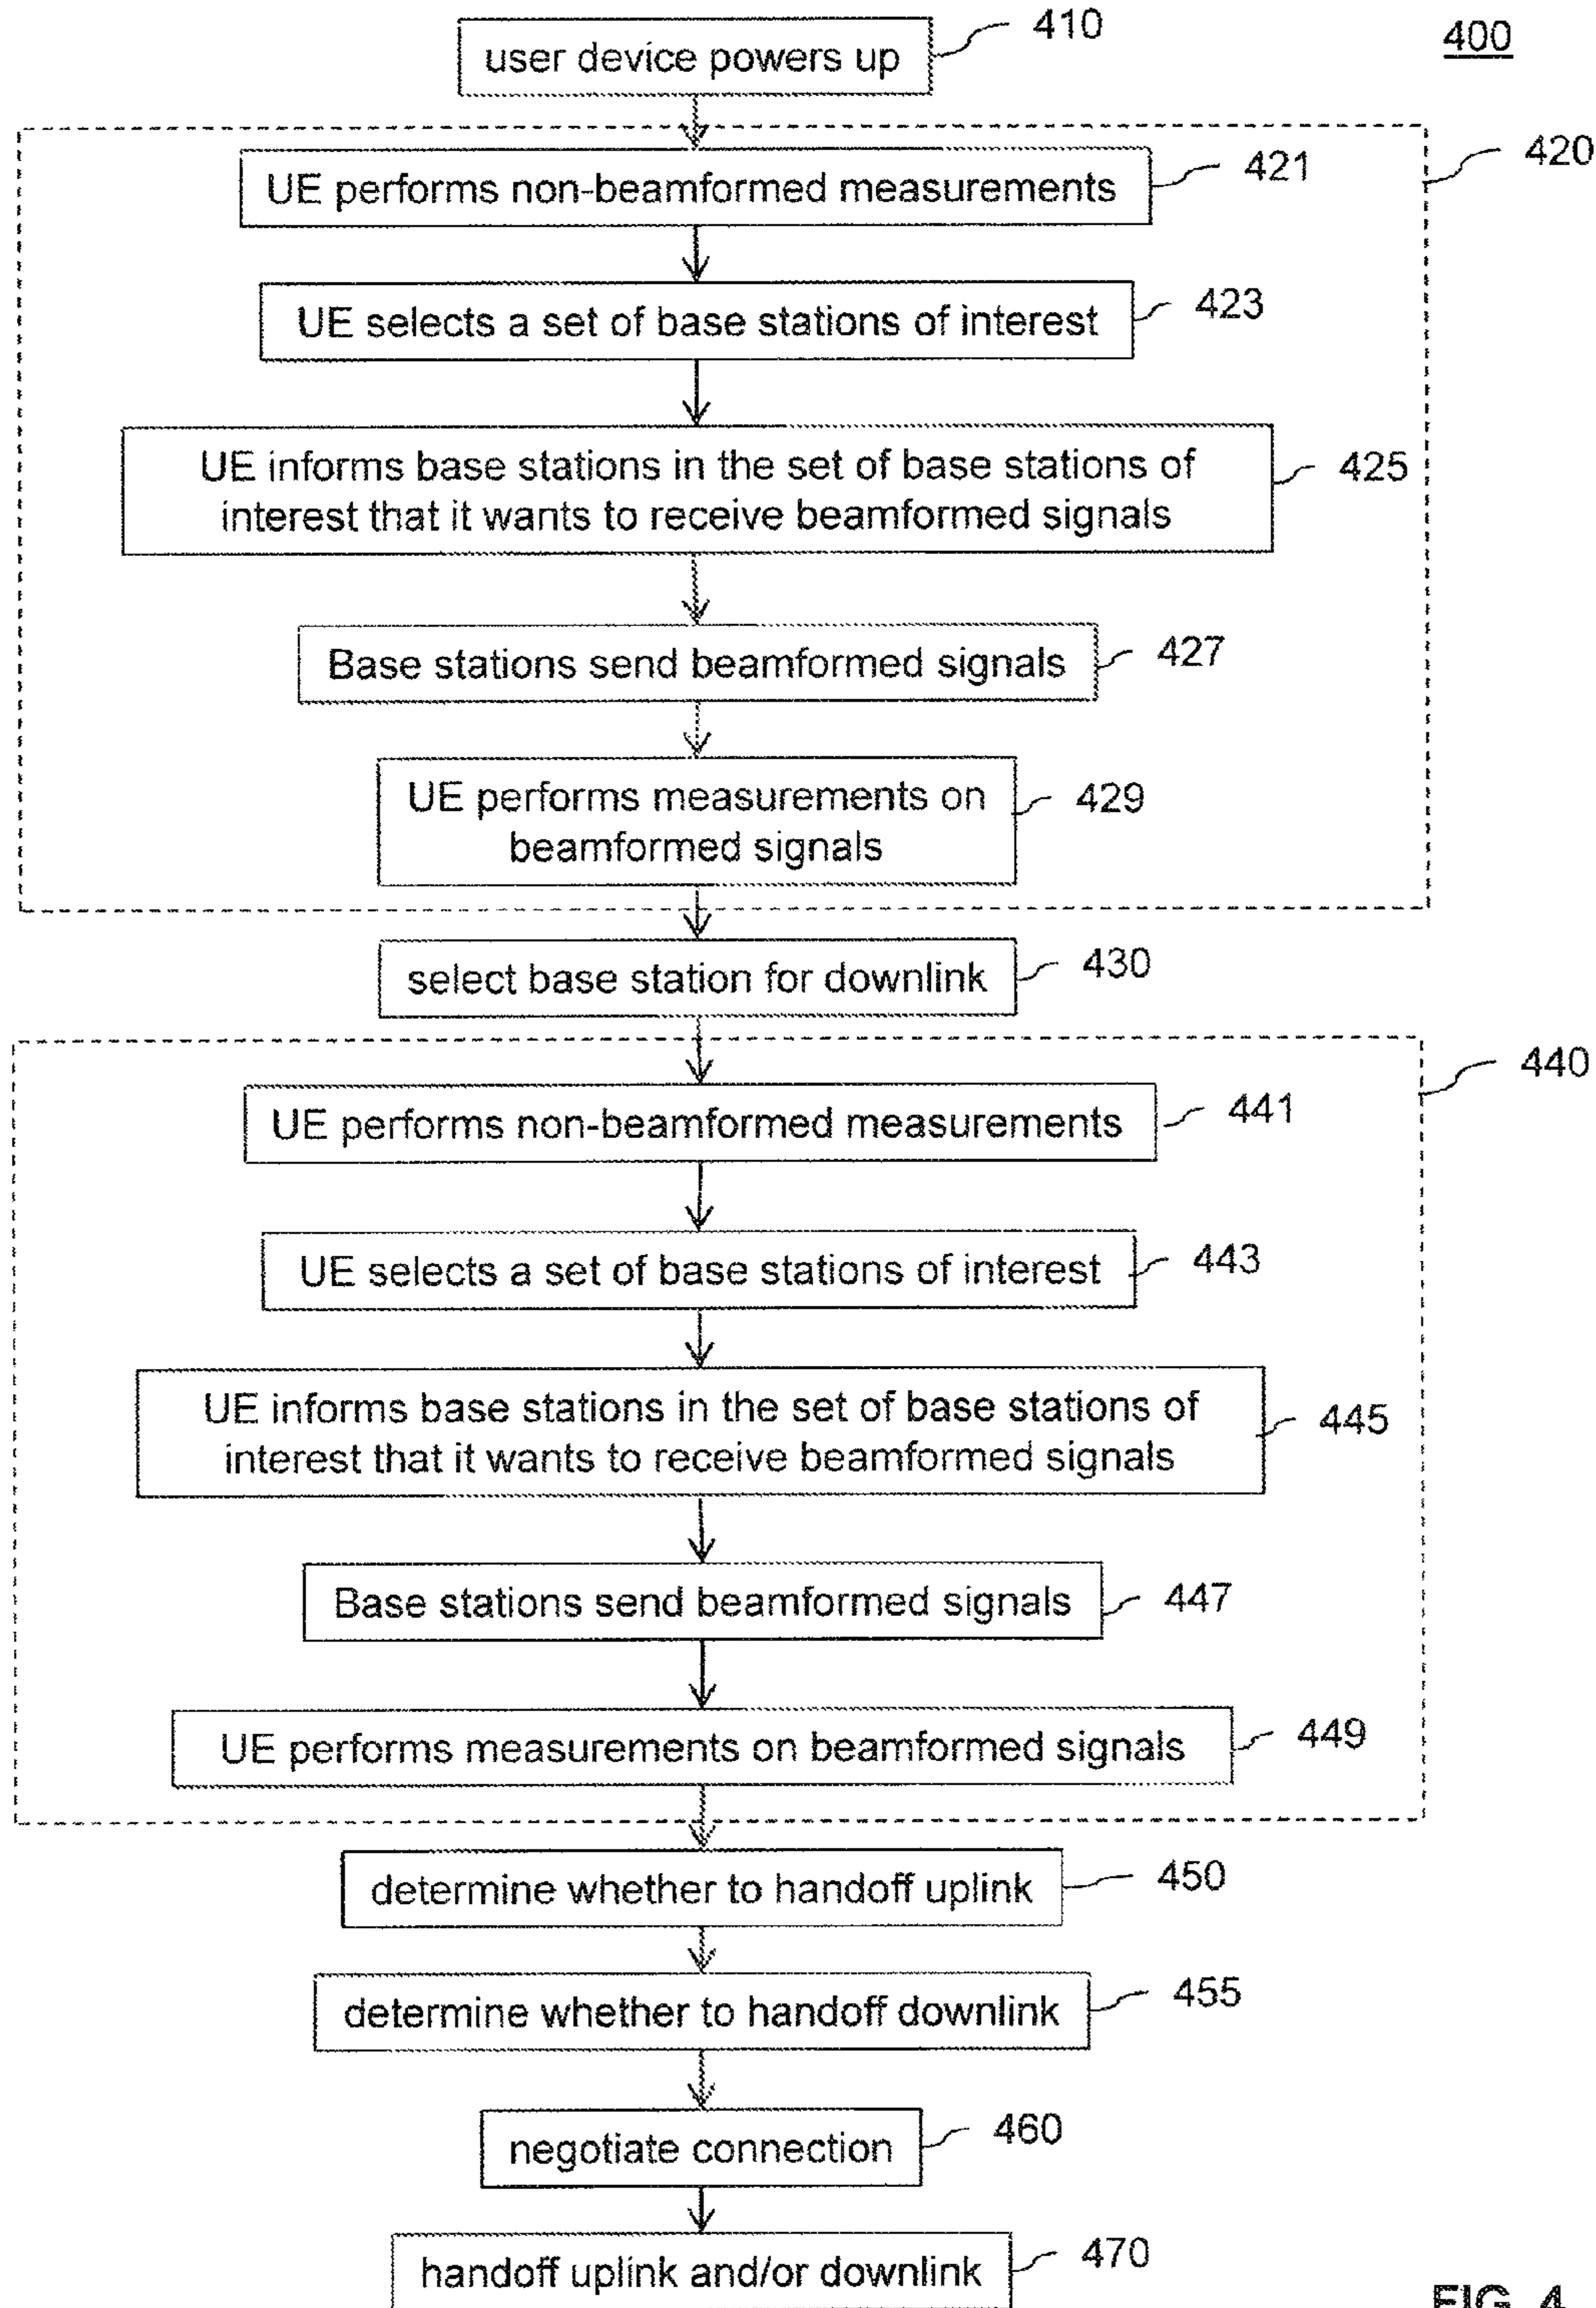 400
user device powers up
410
420
UE performs non-beamformed measurements
421
UE selects a set of base stations of interest
423
UE informs base stations in the set of base stations of
interest that it wants to receive beamformed signals
425
Base stations send beamformed signals
427
UE performs measurements on
beamformed signals
429
select base station for downlink
430
440
UE performs non-beamformed measurements
441
UE selects a set of base stations of interest
443
UE informs base stations in the set of base stations of
interest that it wants to receive beamformed signals
445
Base stations send beamformed signals
447
UE performs measurements on beamformed signals
449
determine whether to handoff uplink
450
determine whether to handoff downlink
455
negotiate connection
460
handoff uplink and/or downlink
470
FIG. 4